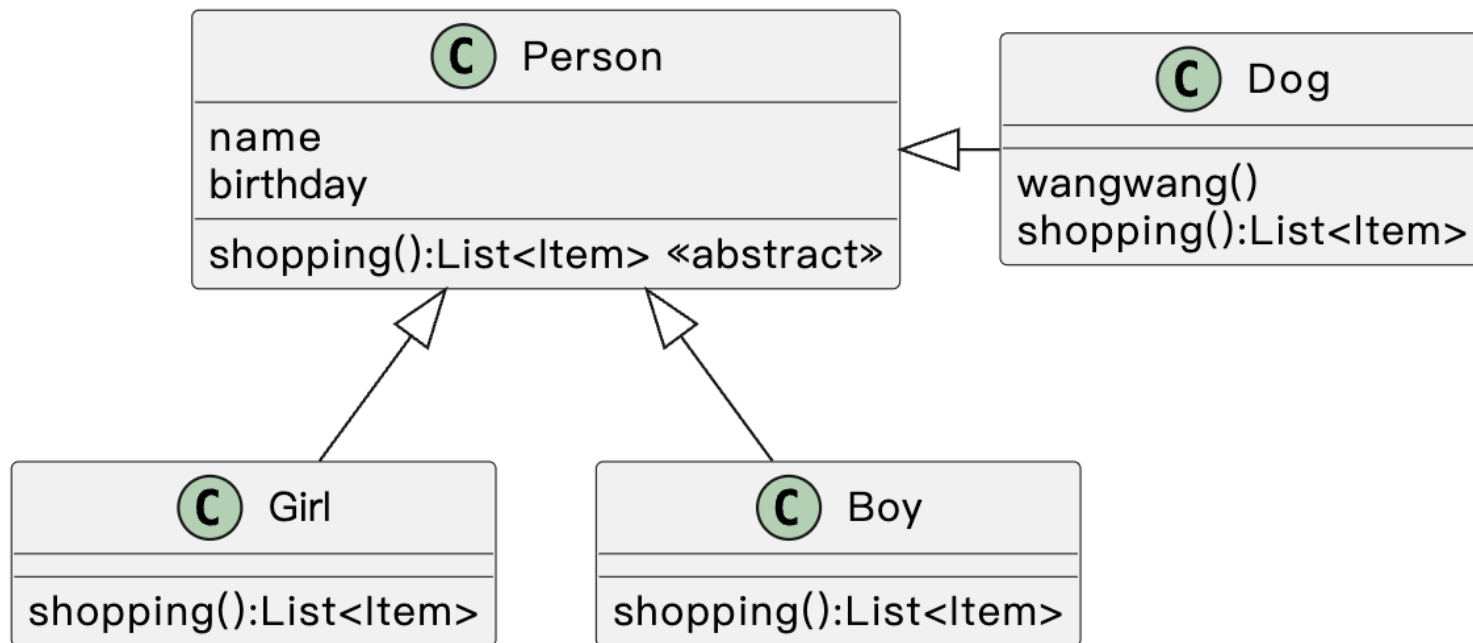 C Person
name
birthday
shopping():List<Item> «abstract»
C Dog
wangwang()
shopping():List<Item>
C Girl
shopping():List<Item>
C Boy
shopping():List<Item>